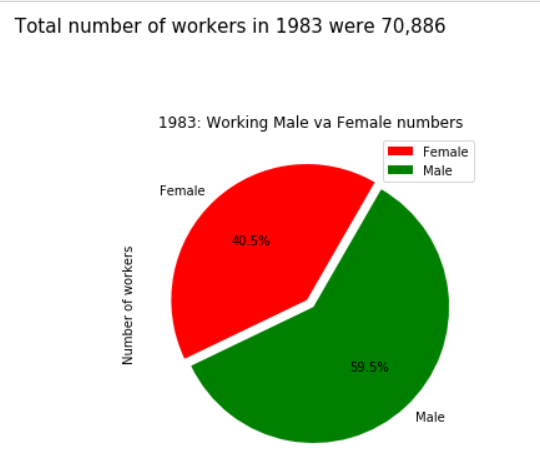 Total number of workers in 1983 were 70,886
1983: Working Male va Female numbers
Female
Male
Female
40.5%
Number of workers
59.5%
Male